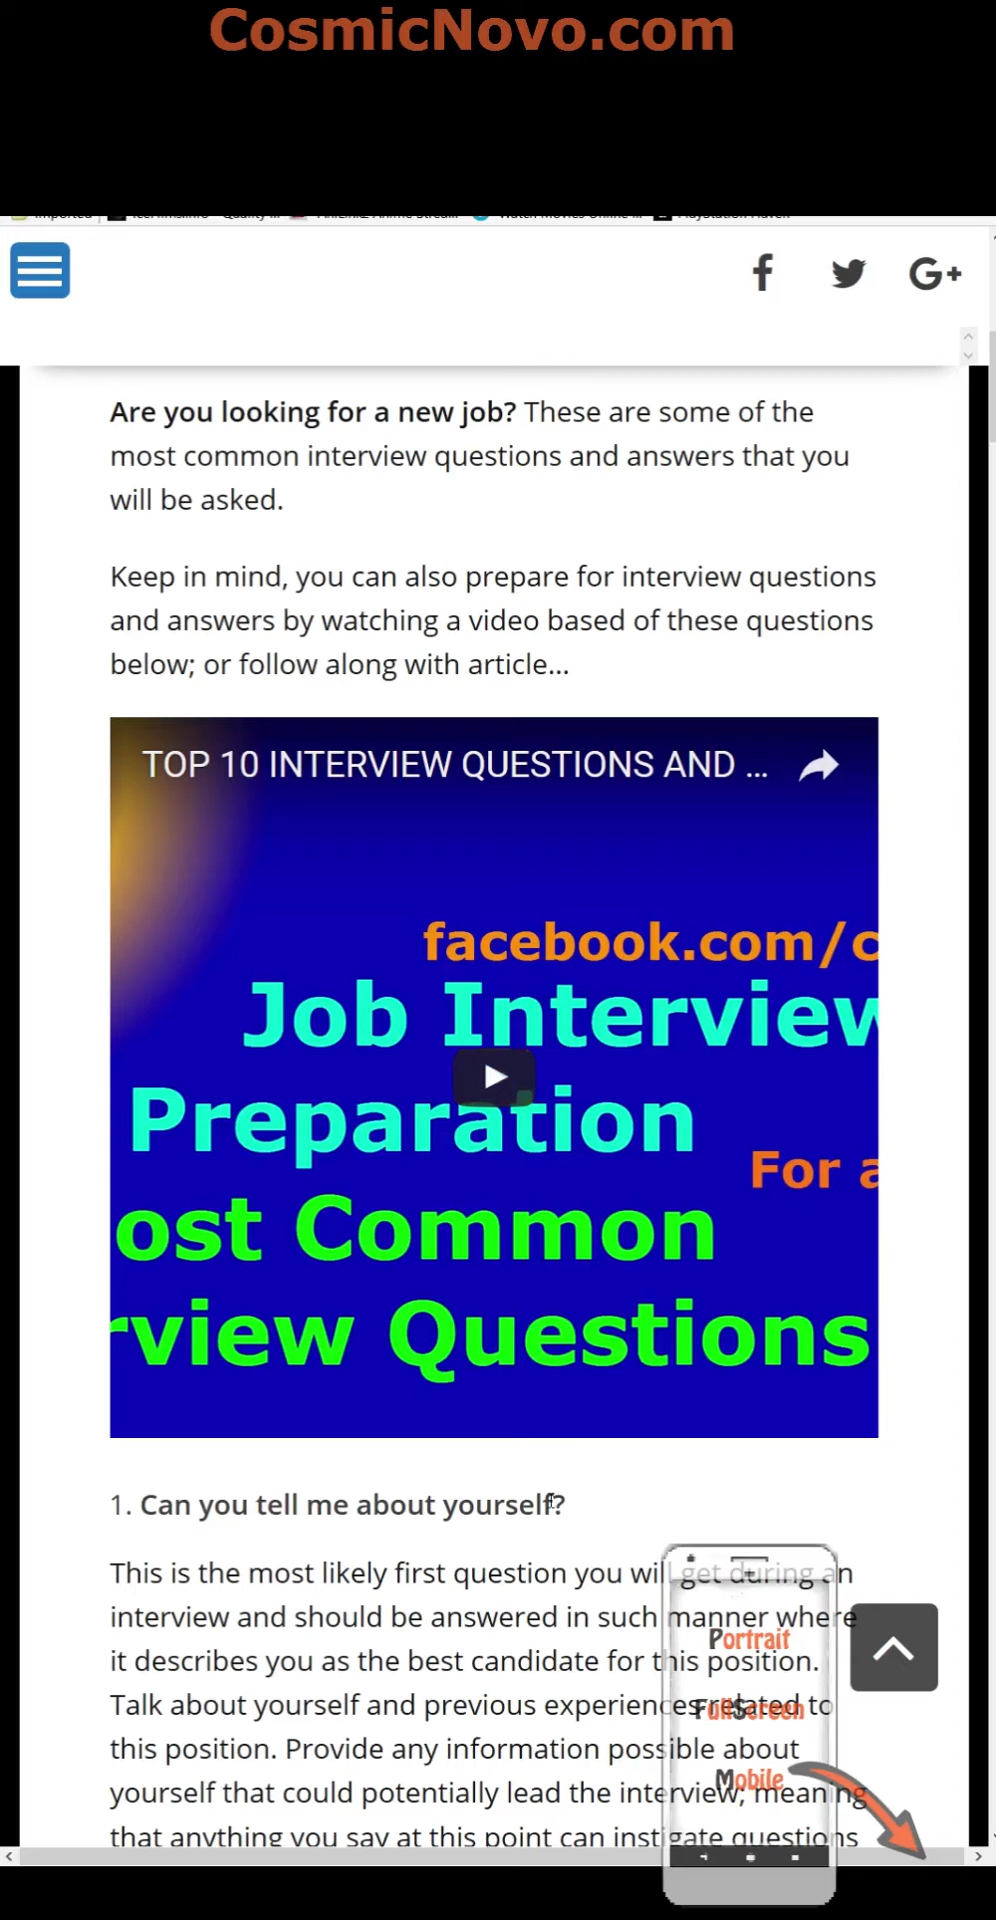 CosmicNovo.com
G+
Are you looking for a new job? These are some of the
most common interview questions and answers that you
will be asked.
Keep in mind, you can also prepare for interview questions
and answers by watching a video based of these questions
below; or follow along with article...
TOP 10 INTERVIEW QUESTIONS AND ...
facebook.com/c
Job Interview
Preparation
For a
ost Common
rview Questions
1. Can you tell me about yourself?
This is the most likely first question you will get during an
interview and should be answered in such manner where
it describes you as the best candidate for this position.
Talk about yourself and previous experiences related to
this position. Provide any information possible about
yourself that could potentially lead the interview; meaning
that anything you say at this point can instigate questions
Portrait
FullScreen
Mobile